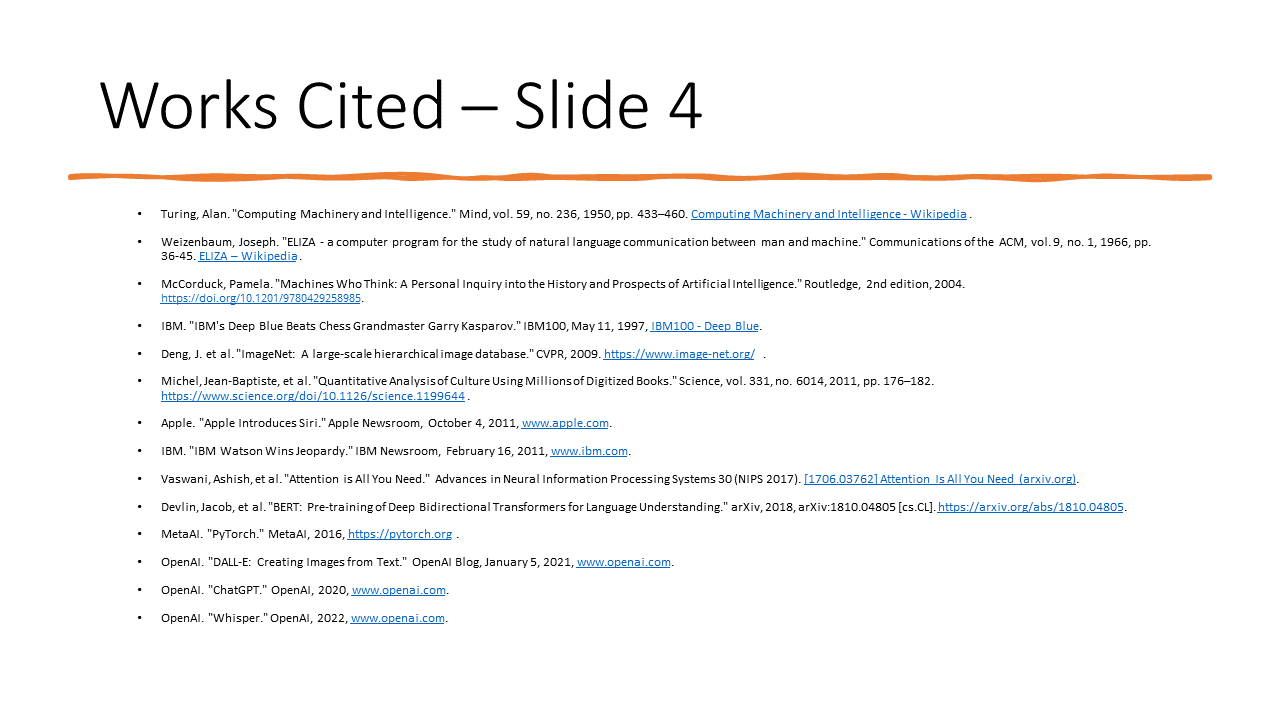 Works Cited – Slide 4
• Turing, Alan. "Computing Machinery and Intelligence." Mind, vol. 59, no. 236, 1950, pp. 433–460. Computing Machinery and Intelligence - Wikipedia .
• Weizenbaum, Joseph. "ELIZA - a computer program for the study of natural language communication between man and machine." Communications of the ACM, vol. 9, no. 1, 1966, pp.
36-45. ELIZA – Wikipedia .
• McCorduck, Pamela. "Machines Who Think: A Personal Inquiry into the History and Prospects of Artificial Intelligence." Routledge, 2nd edition, 2004.
https://doi.org/10.1201/9780429258985.
• IBM. "IBM's Deep Blue Beats Chess Grandmaster Garry Kasparov." IBM100, May 11, 1997, IBM100 - Deep Blue.
• Deng, J. et al. "ImageNet: A large-scale hierarchical image database." CVPR, 2009. https://www.image-net.org/ .
• Michel, Jean-Baptiste, et al. "Quantitative Analysis of Culture Using Millions of Digitized Books." Science, vol. 331, no. 6014, 2011, pp. 176–182.
https://www.science.org/doi/10.1126/science.1199644 .
• Apple. "Apple Introduces Siri." Apple Newsroom, October 4, 2011, www.apple.com.
• IBM. "IBM Watson Wins Jeopardy." IBM Newsroom, February 16, 2011, www.ibm.com.
• Vaswani, Ashish, et al. "Attention is All You Need." Advances in Neural Information Processing Systems 30 (NIPS 2017). [1706.03762] Attention Is All You Need (arxiv.org).
• Devlin, Jacob, et al. "BERT: Pre-training of Deep Bidirectional Transformers for Language Understanding." arXiv, 2018, arXiv:1810.04805 [cs.CL]. https://arxiv.org/abs/1810.04805.
• MetaAI. "PyTorch." MetaAI, 2016, https://pytorch.org .
• OpenAI. "DALL-E: Creating Images from Text." OpenAI Blog, January 5, 2021, www.openai.com.
• OpenAI. "ChatGPT." OpenAI, 2020, www.openai.com.
• OpenAI. "Whisper." OpenAI, 2022, www.openai.com.